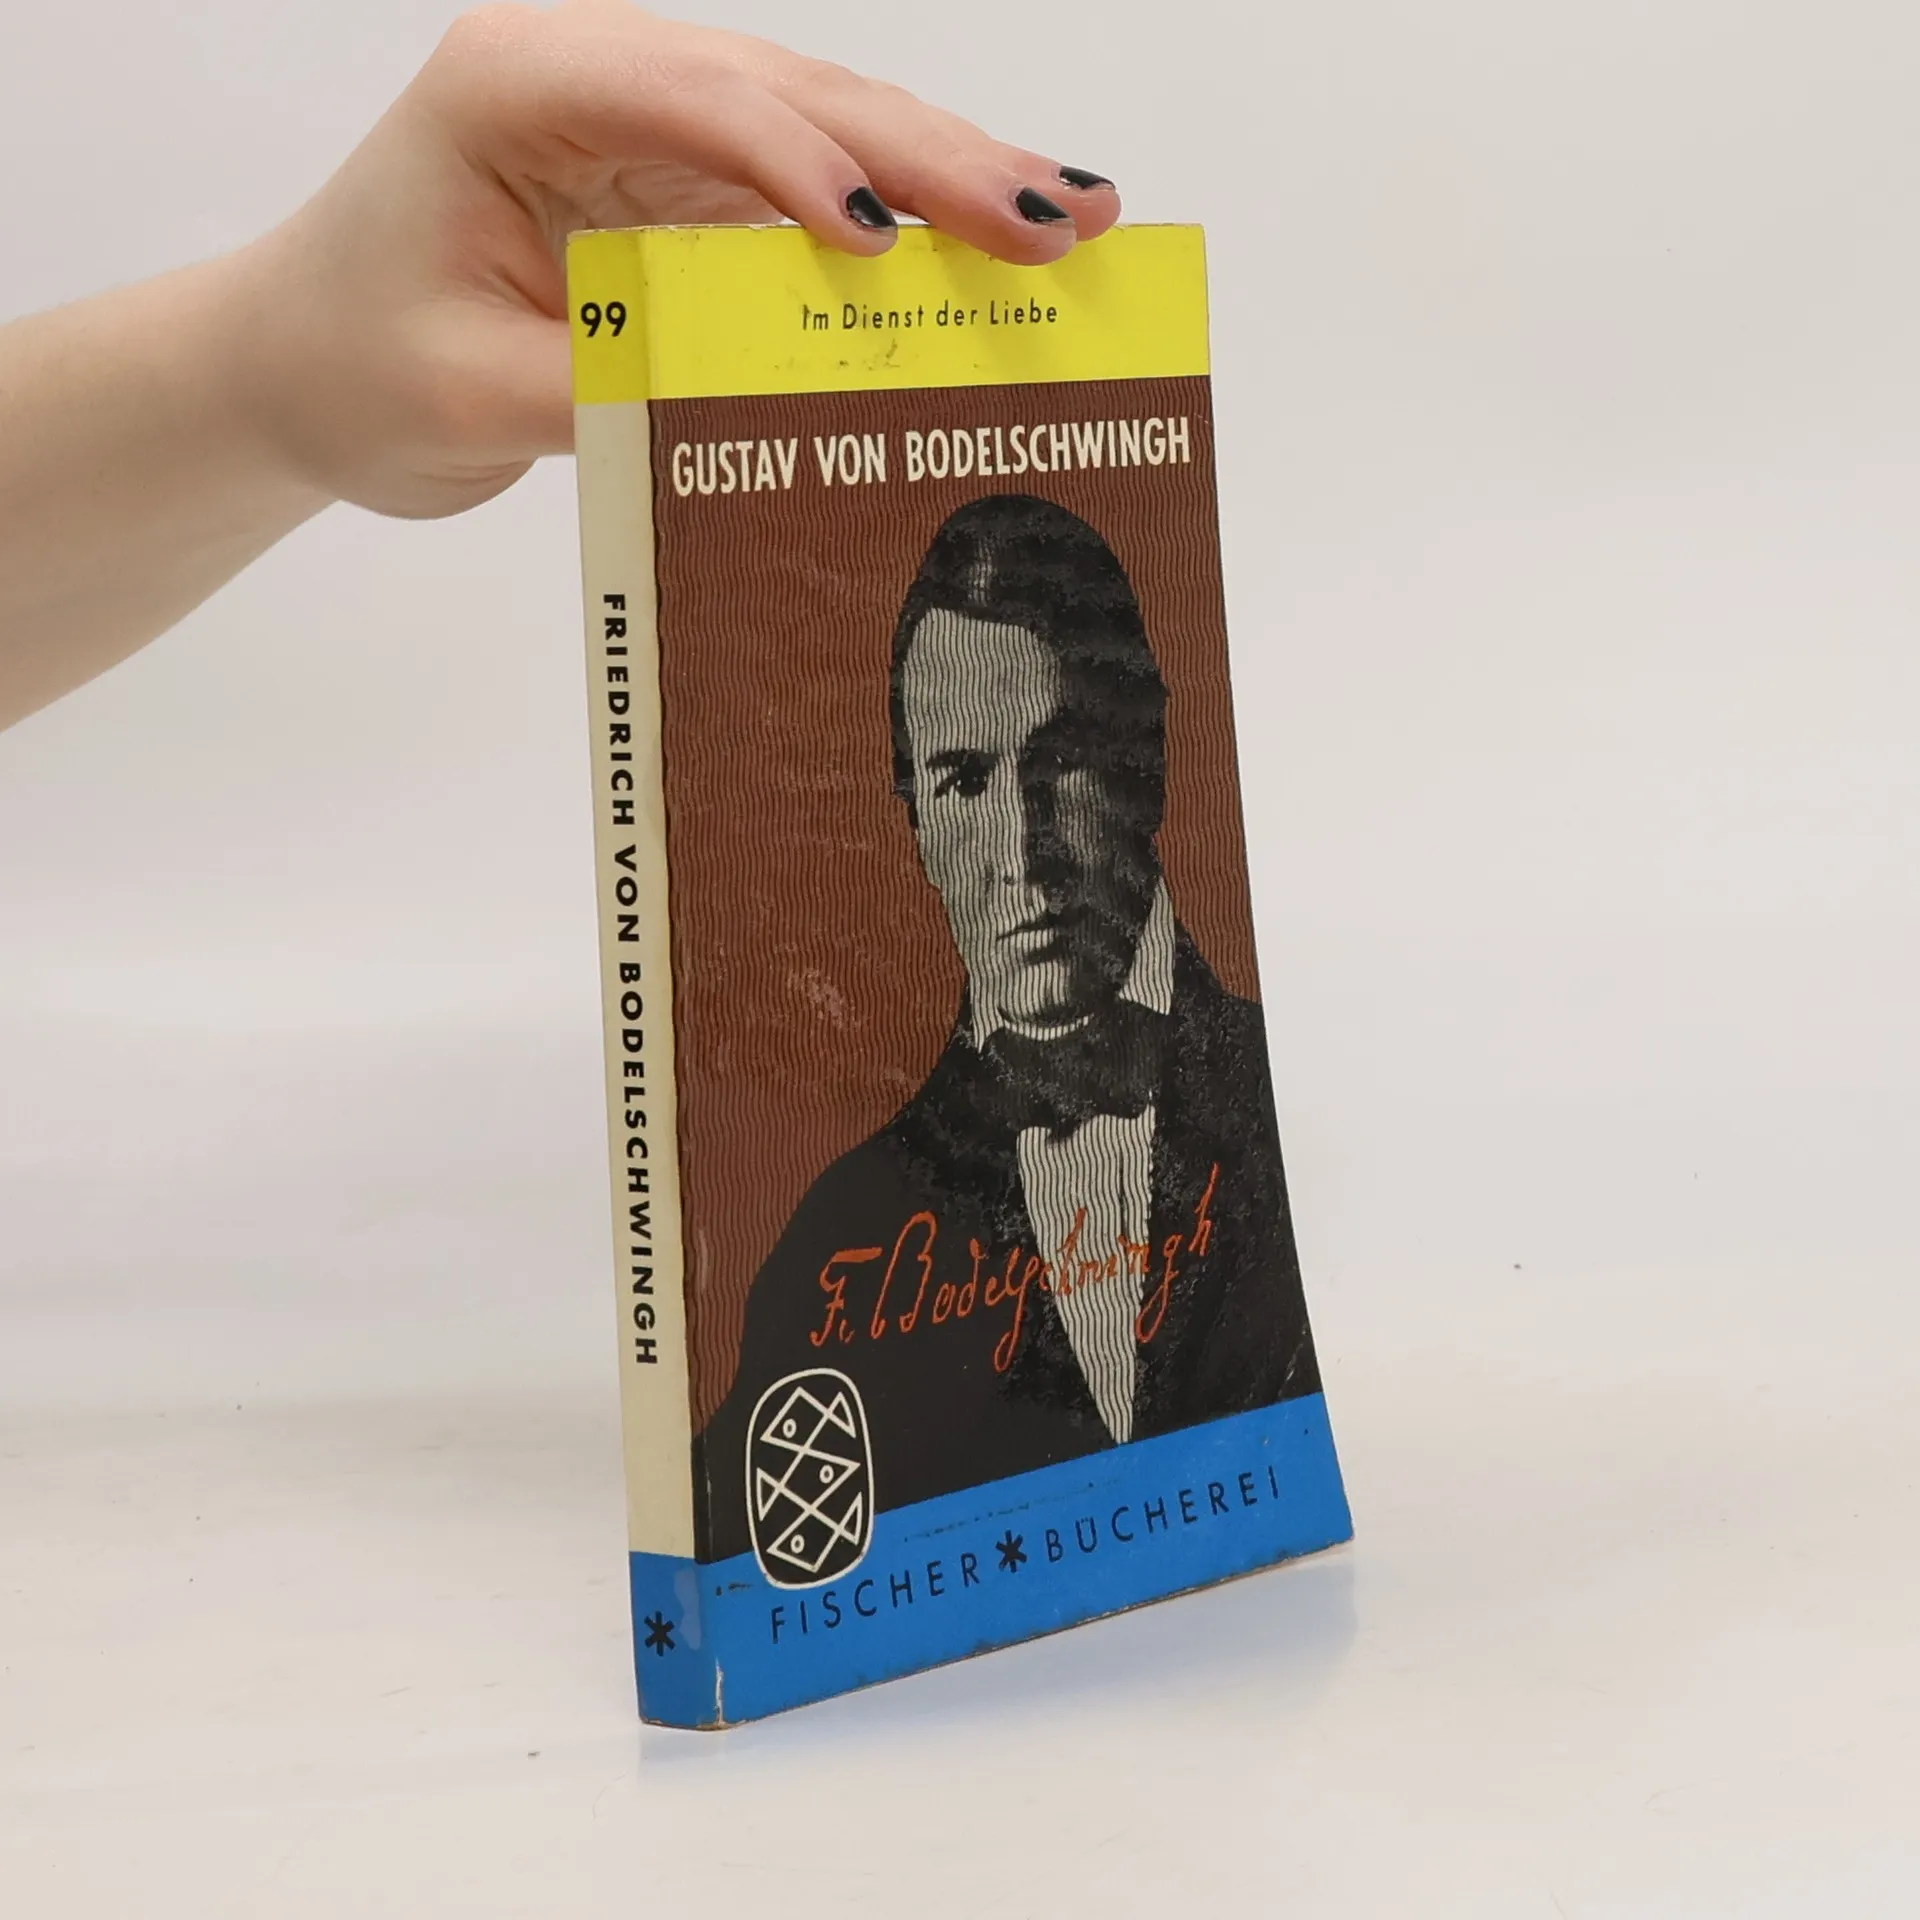 99
Im Dienst der Liebe
GUSTAV VON BODELSCHWINGH
FRIEDRICH VON BODELSCHWINGH
F. Bodelschwingh
FISCHER * BÜCHEREI
*